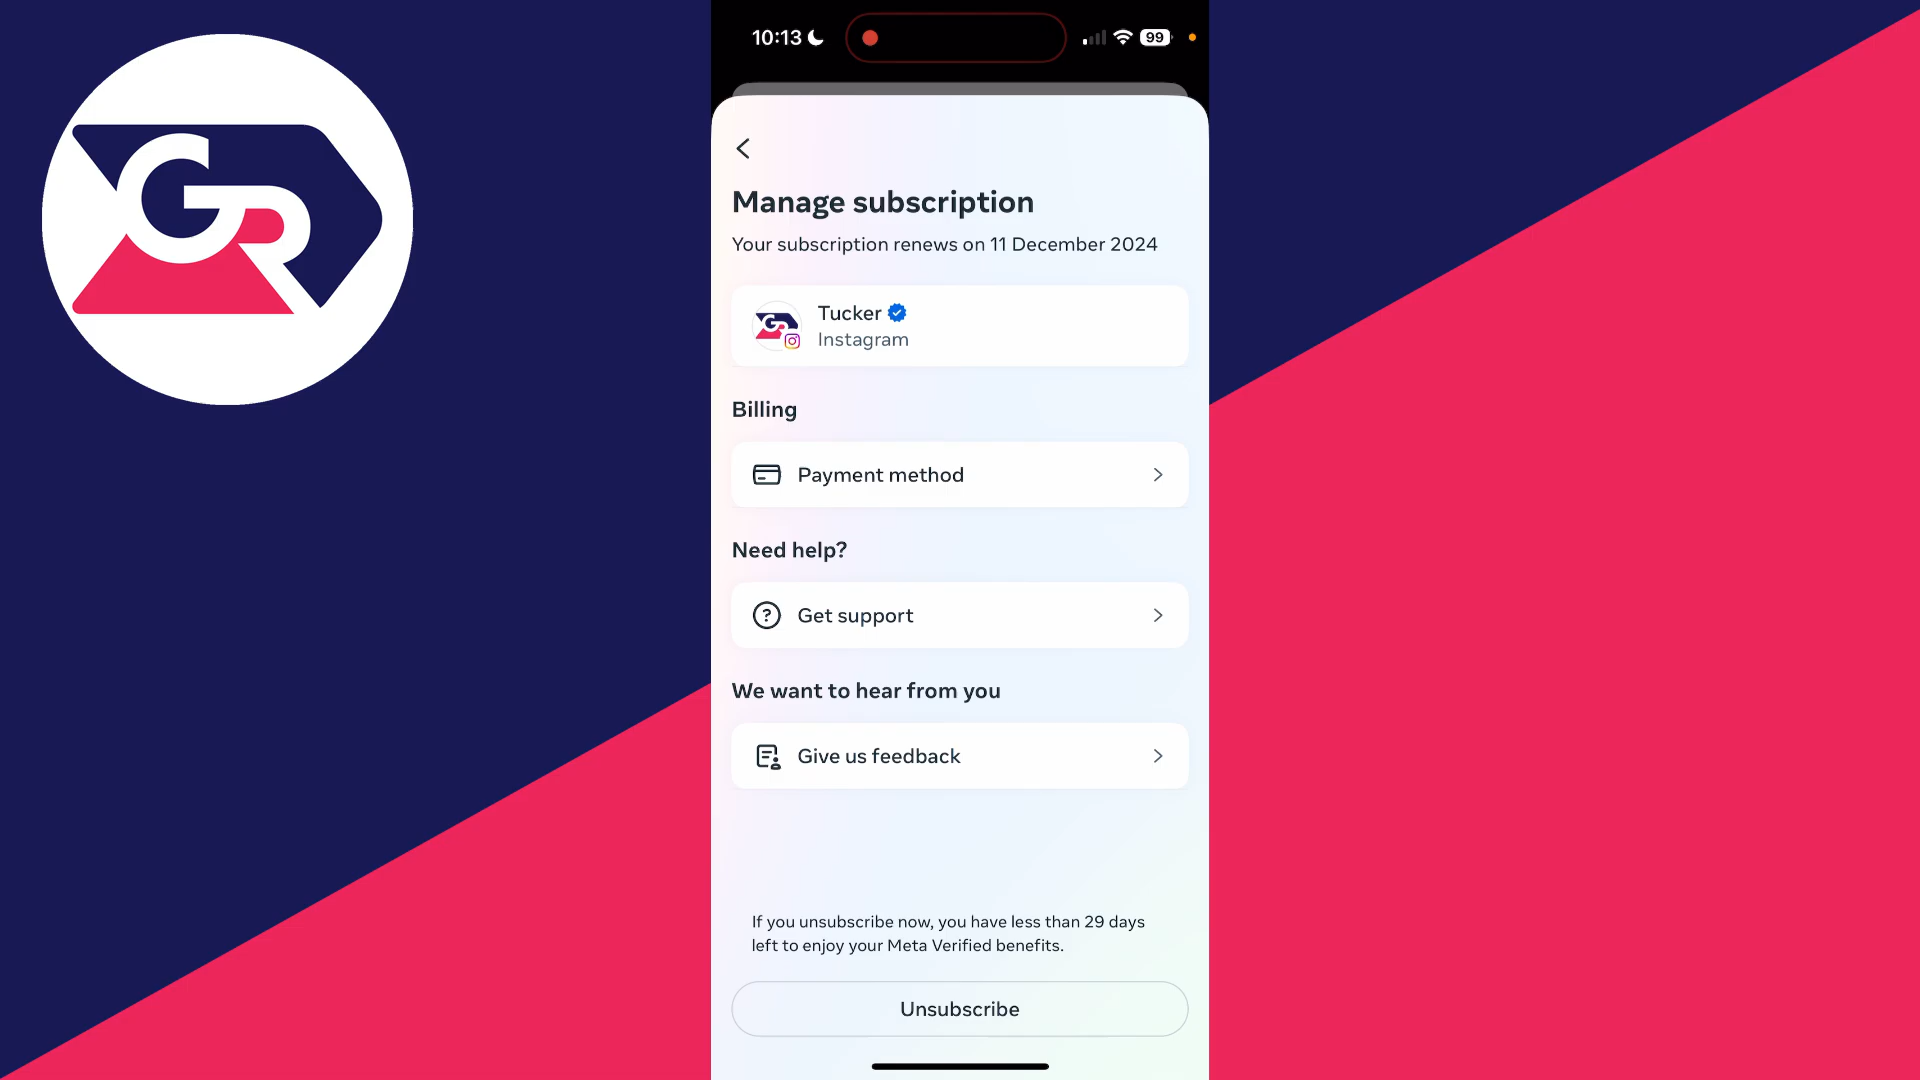 GR
10:13
99
Manage subscription
Your subscription renews on 11 December 2024
GR
Tucker
Instagram
Billing
Payment method
Need help?
? Get support
We want to hear from you
Give us feedback
If you unsubscribe now, you have less than 29 days
left to enjoy your Meta Verified benefits.
Unsubscribe